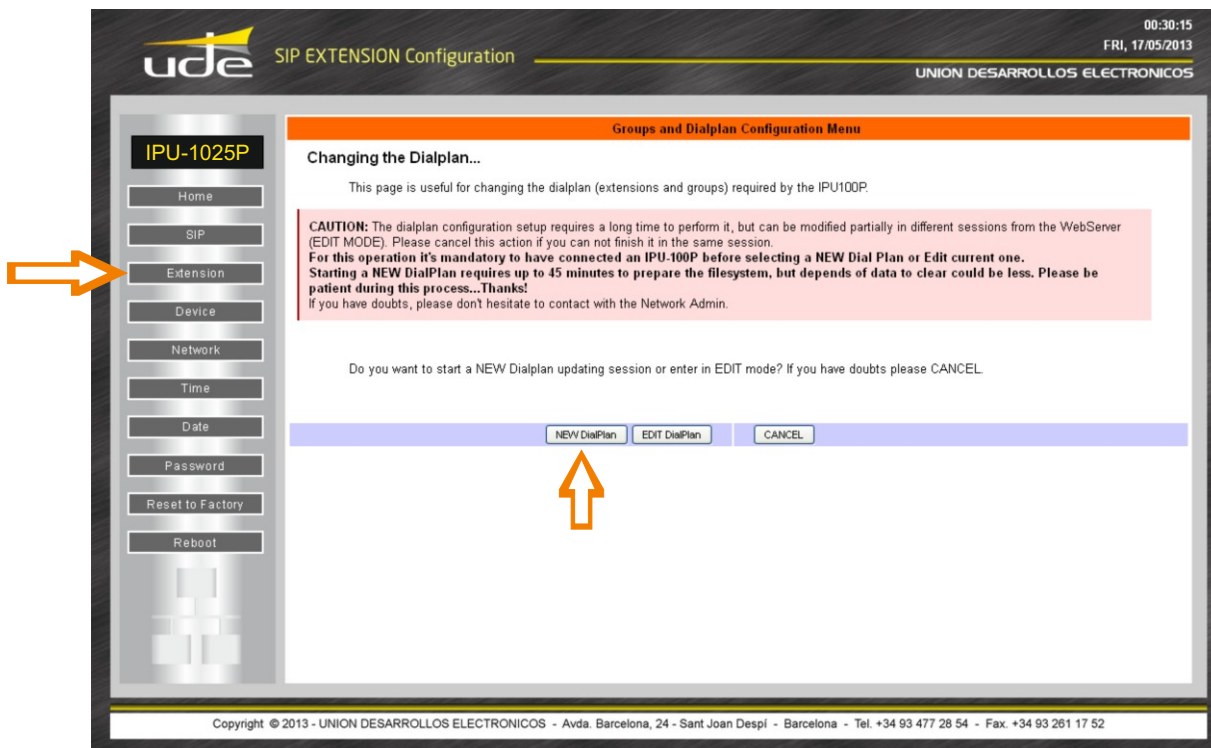 00:30:15
FRI, 17/05/2013
ude
SIP EXTENSION Configuration
UNION DESARROLLOS ELECTRONICOS
IPU-1025P
Home
SIP
Extension
Device
Network
Time
Date
Password
Reset to Factory
Reboot
Groups and Dialplan Configuration Menu
Changing the Dialplan...
This page is useful for changing the dialplan (extensions and groups) required by the IPU100P.
CAUTION: The dialplan configuration setup requires a long time to perform it, but can be modified partially in different sessions from the WebServer
(EDIT MODE). Please cancel this action if you can not finish it in the same session.
For this operation it's mandatory to have connected an IPU-100P before selecting a NEW Dial Plan or Edit current one.
Starting a NEW DialPlan requires up to 45 minutes to prepare the filesystem, but depends of data to clear could be less. Please be
patient during this process...Thanks!
If you have doubts, please don't hesitate to contact with the Network Admin.
Do you want to start a NEW Dialplan updating session or enter in EDIT mode? If you have doubts please CANCEL.
NEW DialPlan EDIT DialPlan CANCEL
Copyright © 2013 - UNION DESARROLLOS ELECTRONICOS - Avda. Barcelona, 24 - Sant Joan Despí - Barcelona - Tel. +34 93 477 28 54 - Fax. +34 93 261 17 52